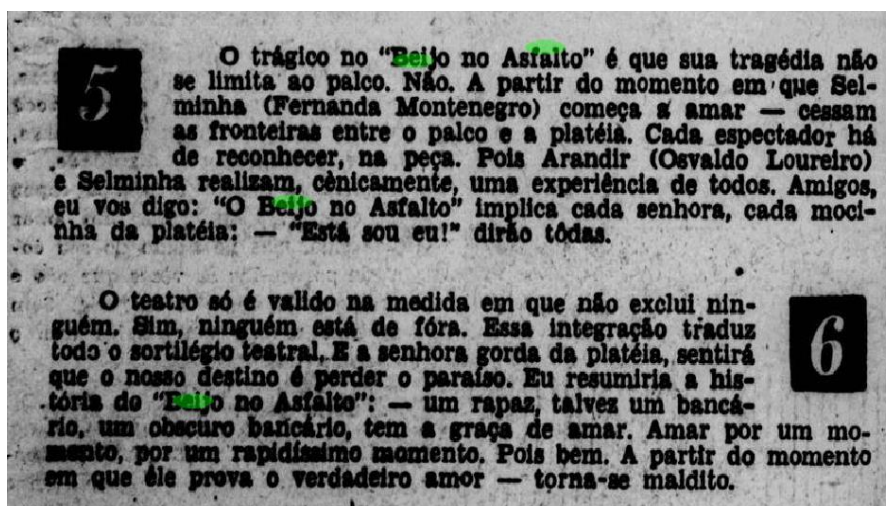 5
O trágico no "Beijo no Asfalto" é que sua tragédia não
se limita ao palco. Não. A partir do momento em que Sel-
minha (Fernanda Montenegro) começa a amar — cessam
as fronteiras entre o palco e a platéia. Cada espectador há
de reconhecer, na peça. Pois Arandir (Osvaldo Loureiro)
e Selminha realizam, cènicamente, uma experiência de todos. Amigos,
eu vos digo: "O Beijo no Asfalto" implica cada senhora, cada moci-
nha da platéia: — "Está sou eu!" dirão tôdas.
6
O teatro só é valido na medida em que não exclui nin-
guém. Sim, ninguém está de fóra. Essa integração traduz
todo o sortilégio teatral. E a senhora gorda da platéia, sentirá
que o nosso destino é perder o paraíso. Eu resumiria a his-
tória do "Beijo no Asfalto": — um rapaz, talvez um bancá-
rio, um obscuro bancário, tem a graça de amar. Amar por um mo-
mento, por um rapidíssimo momento. Pois bem. A partir do momento
em que êle prova o verdadeiro amor — torna-se maldito.